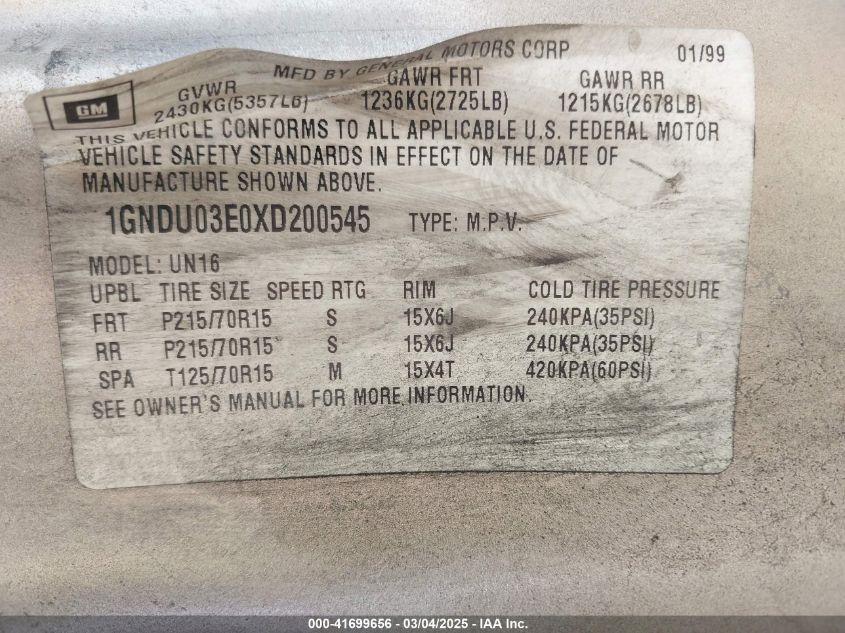 MFD BY GENERAL MOTORS CORP 01/99
GM
GVWR GAWR FRT GAWR RR
2430KG(5357LB) 1236KG(2725LB) 1215KG(2678LB)
THIS VEHICLE CONFORMS TO ALL APPLICABLE U.S. FEDERAL MOTOR
VEHICLE SAFETY STANDARDS IN EFFECT ON THE DATE OF
MANUFACTURE SHOWN ABOVE.
1GNDU03E0XD200545 TYPE: M.P.V.
MODEL: UN16
UPBL TIRE SIZE SPEED RTG RIM COLD TIRE PRESSURE
FRT P215/70R15 S 15X6J 240KPA(35PSI)
RR P215/70R15 S 15X6J 240KPA(35PSI)
SPA T125/70R15 M 15X4T 420KPA(60PSI)
SEE OWNER'S MANUAL FOR MORE INFORMATION.
000-41699656 - 03/04/2025 - IAA Inc.